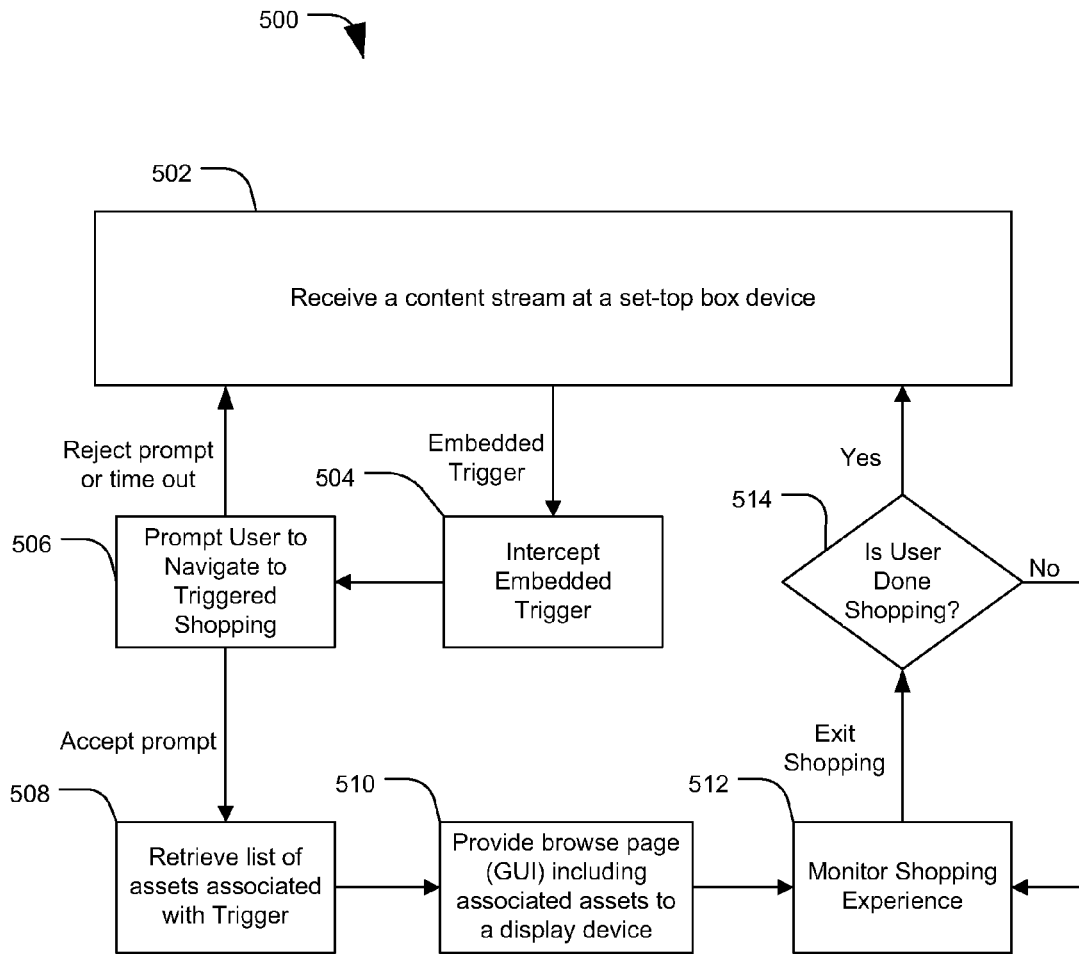 500
502
Receive a content stream at a set-top box device
Reject prompt
or time out
Embedded
Trigger
Yes
504
514
506
Prompt User to
Navigate to
Triggered
Shopping
Intercept
Embedded
Trigger
Is User
Done
Shopping?
No
Accept prompt
Exit
Shopping
508
510
512
Retrieve list of
assets associated
with Trigger
Provide browse page
(GUI) including
associated assets to
a display device
Monitor Shopping
Experience